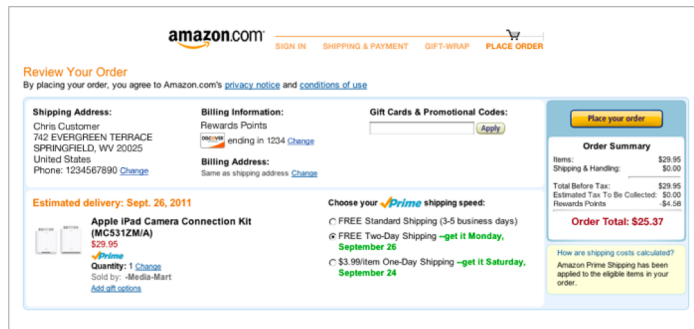 amazon.com
SIGN IN SHIPPING & PAYMENT GIFT-WRAP PLACE ORDER
Review Your Order
By placing your order, you agree to Amazon.com's privacy notice and conditions of use
Shipping Address:
Chris Customer
742 EVERGREEN TERRACE
SPRINGFIELD, WV 20025
United States
Phone: 1234567890 Change
Billing Information:
Rewards Points
DISCOVER ending in 1234 Change
Billing Address:
Same as shipping address Change
Gift Cards & Promotional Codes:
Apply
Place your order
Order Summary
Items: $29.95
Shipping & Handling: $0.00
Total Before Tax: $29.95
Estimated Tax To Be Collected: $0.00
Rewards Points -$4.58
Order Total: $25.37
How are shipping costs calculated?
Amazon Prime Shipping has been
applied to the eligible items in your
order.
Estimated delivery: Sept. 26, 2011
Apple iPad Camera Connection Kit
(MC531ZM/A)
$29.95
Prime
Quantity: 1 Change
Sold by: -Media-Mart
Add gift options
Choose your Prime shipping speed:
FREE Standard Shipping (3-5 business days)
FREE Two-Day Shipping --get it Monday,
September 26
$3.99/item One-Day Shipping --get it Saturday,
September 24